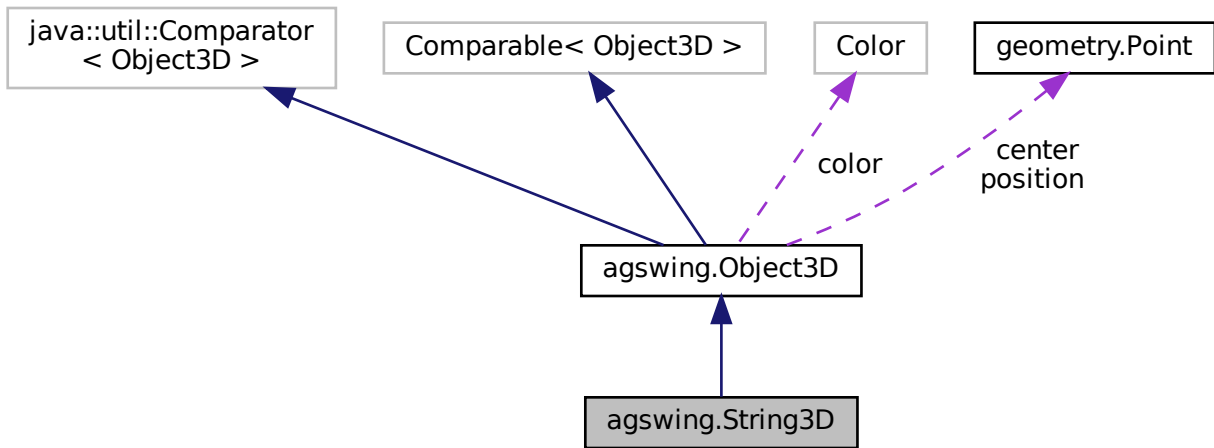 java::util::Comparator
< Object3D >
Comparable< Object3D >
Color
geometry.Point
color
center
position
agswing.Object3D
agswing.String3D